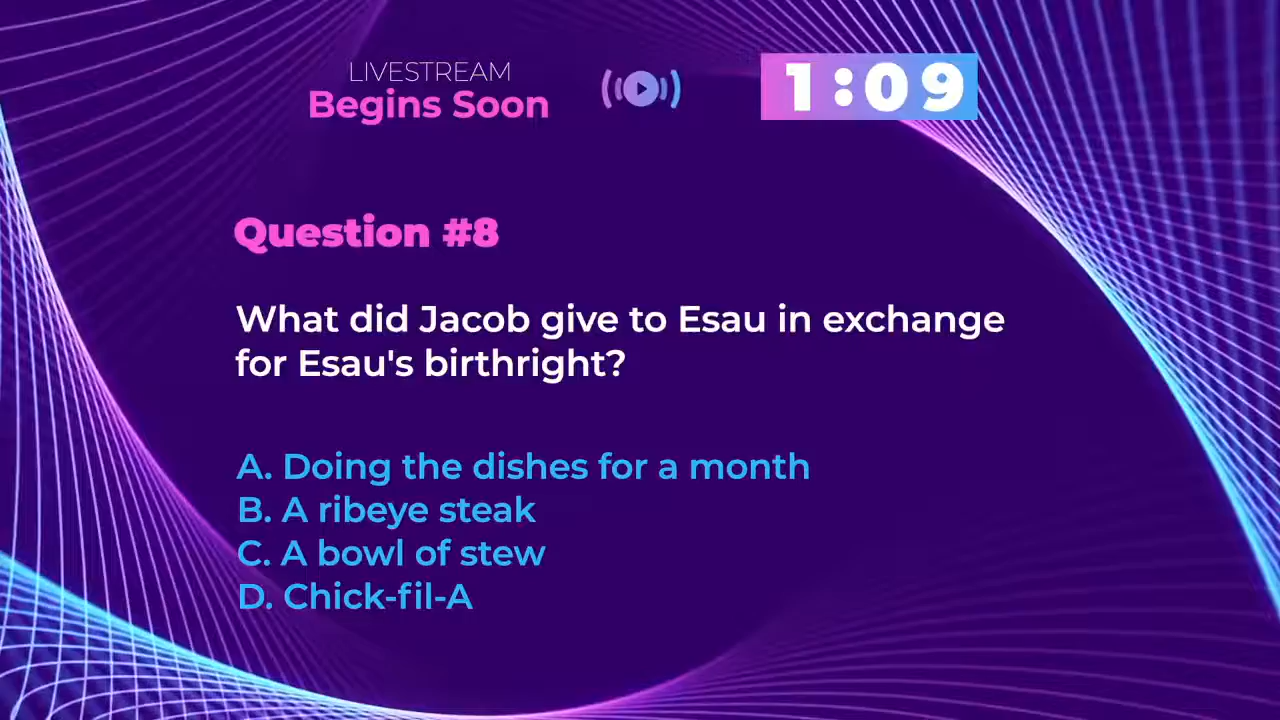 LIVESTREAM
Begins Soon
1:09
Question #8
What did Jacob give to Esau in exchange
for Esau's birthright?
A. Doing the dishes for a month
B. A ribeye steak
C. A bowl of stew
D. Chick-fil-A